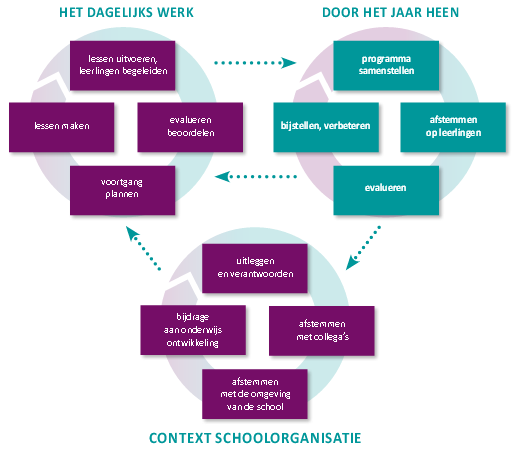 HET DAGELIJKS WERK
lessen uitvoeren,
leerlingen begeleiden
lessen maken
evalueren
beoordelen
voortgang
plannen
DOOR HET JAAR HEEN
programma
samenstellen
bijstellen, verbeteren
afstemmen
op leerlingen
evalueren
uitleggen
en verantwoorden
bijdrage
aan onderwijs
ontwikkeling
afstemmen
met collega's
afstemmen
met de omgeving
van de school
CONTEXT SCHOOLORGANISATIE